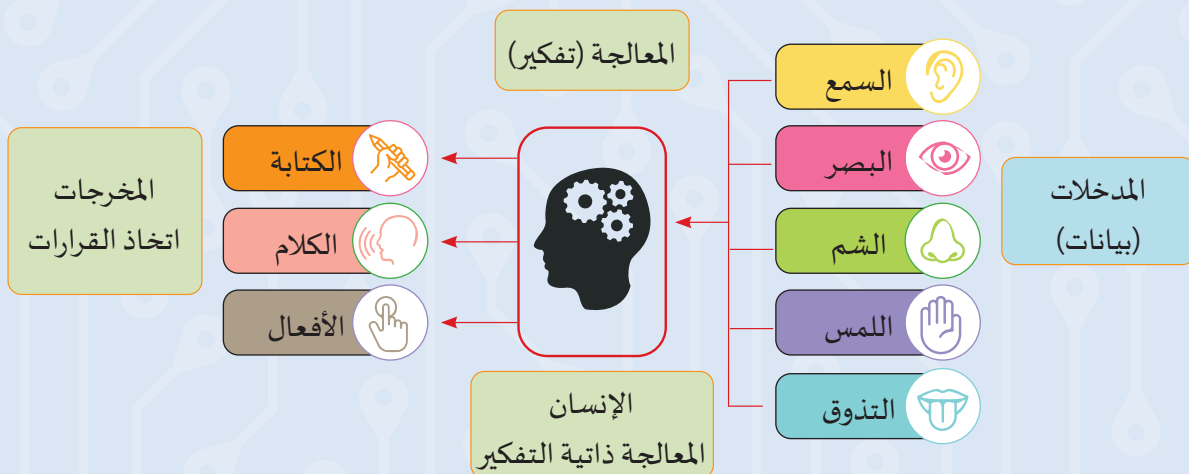 المعالجة (تفكير)
المدخلات
(بيانات)
السمع
البصر
الشم
اللمس
التذوق
الإنسان
المعالجة ذاتية التفكير
الكتابة
الكلام
الأفعال
المخرجات
اتخاذ القرارات